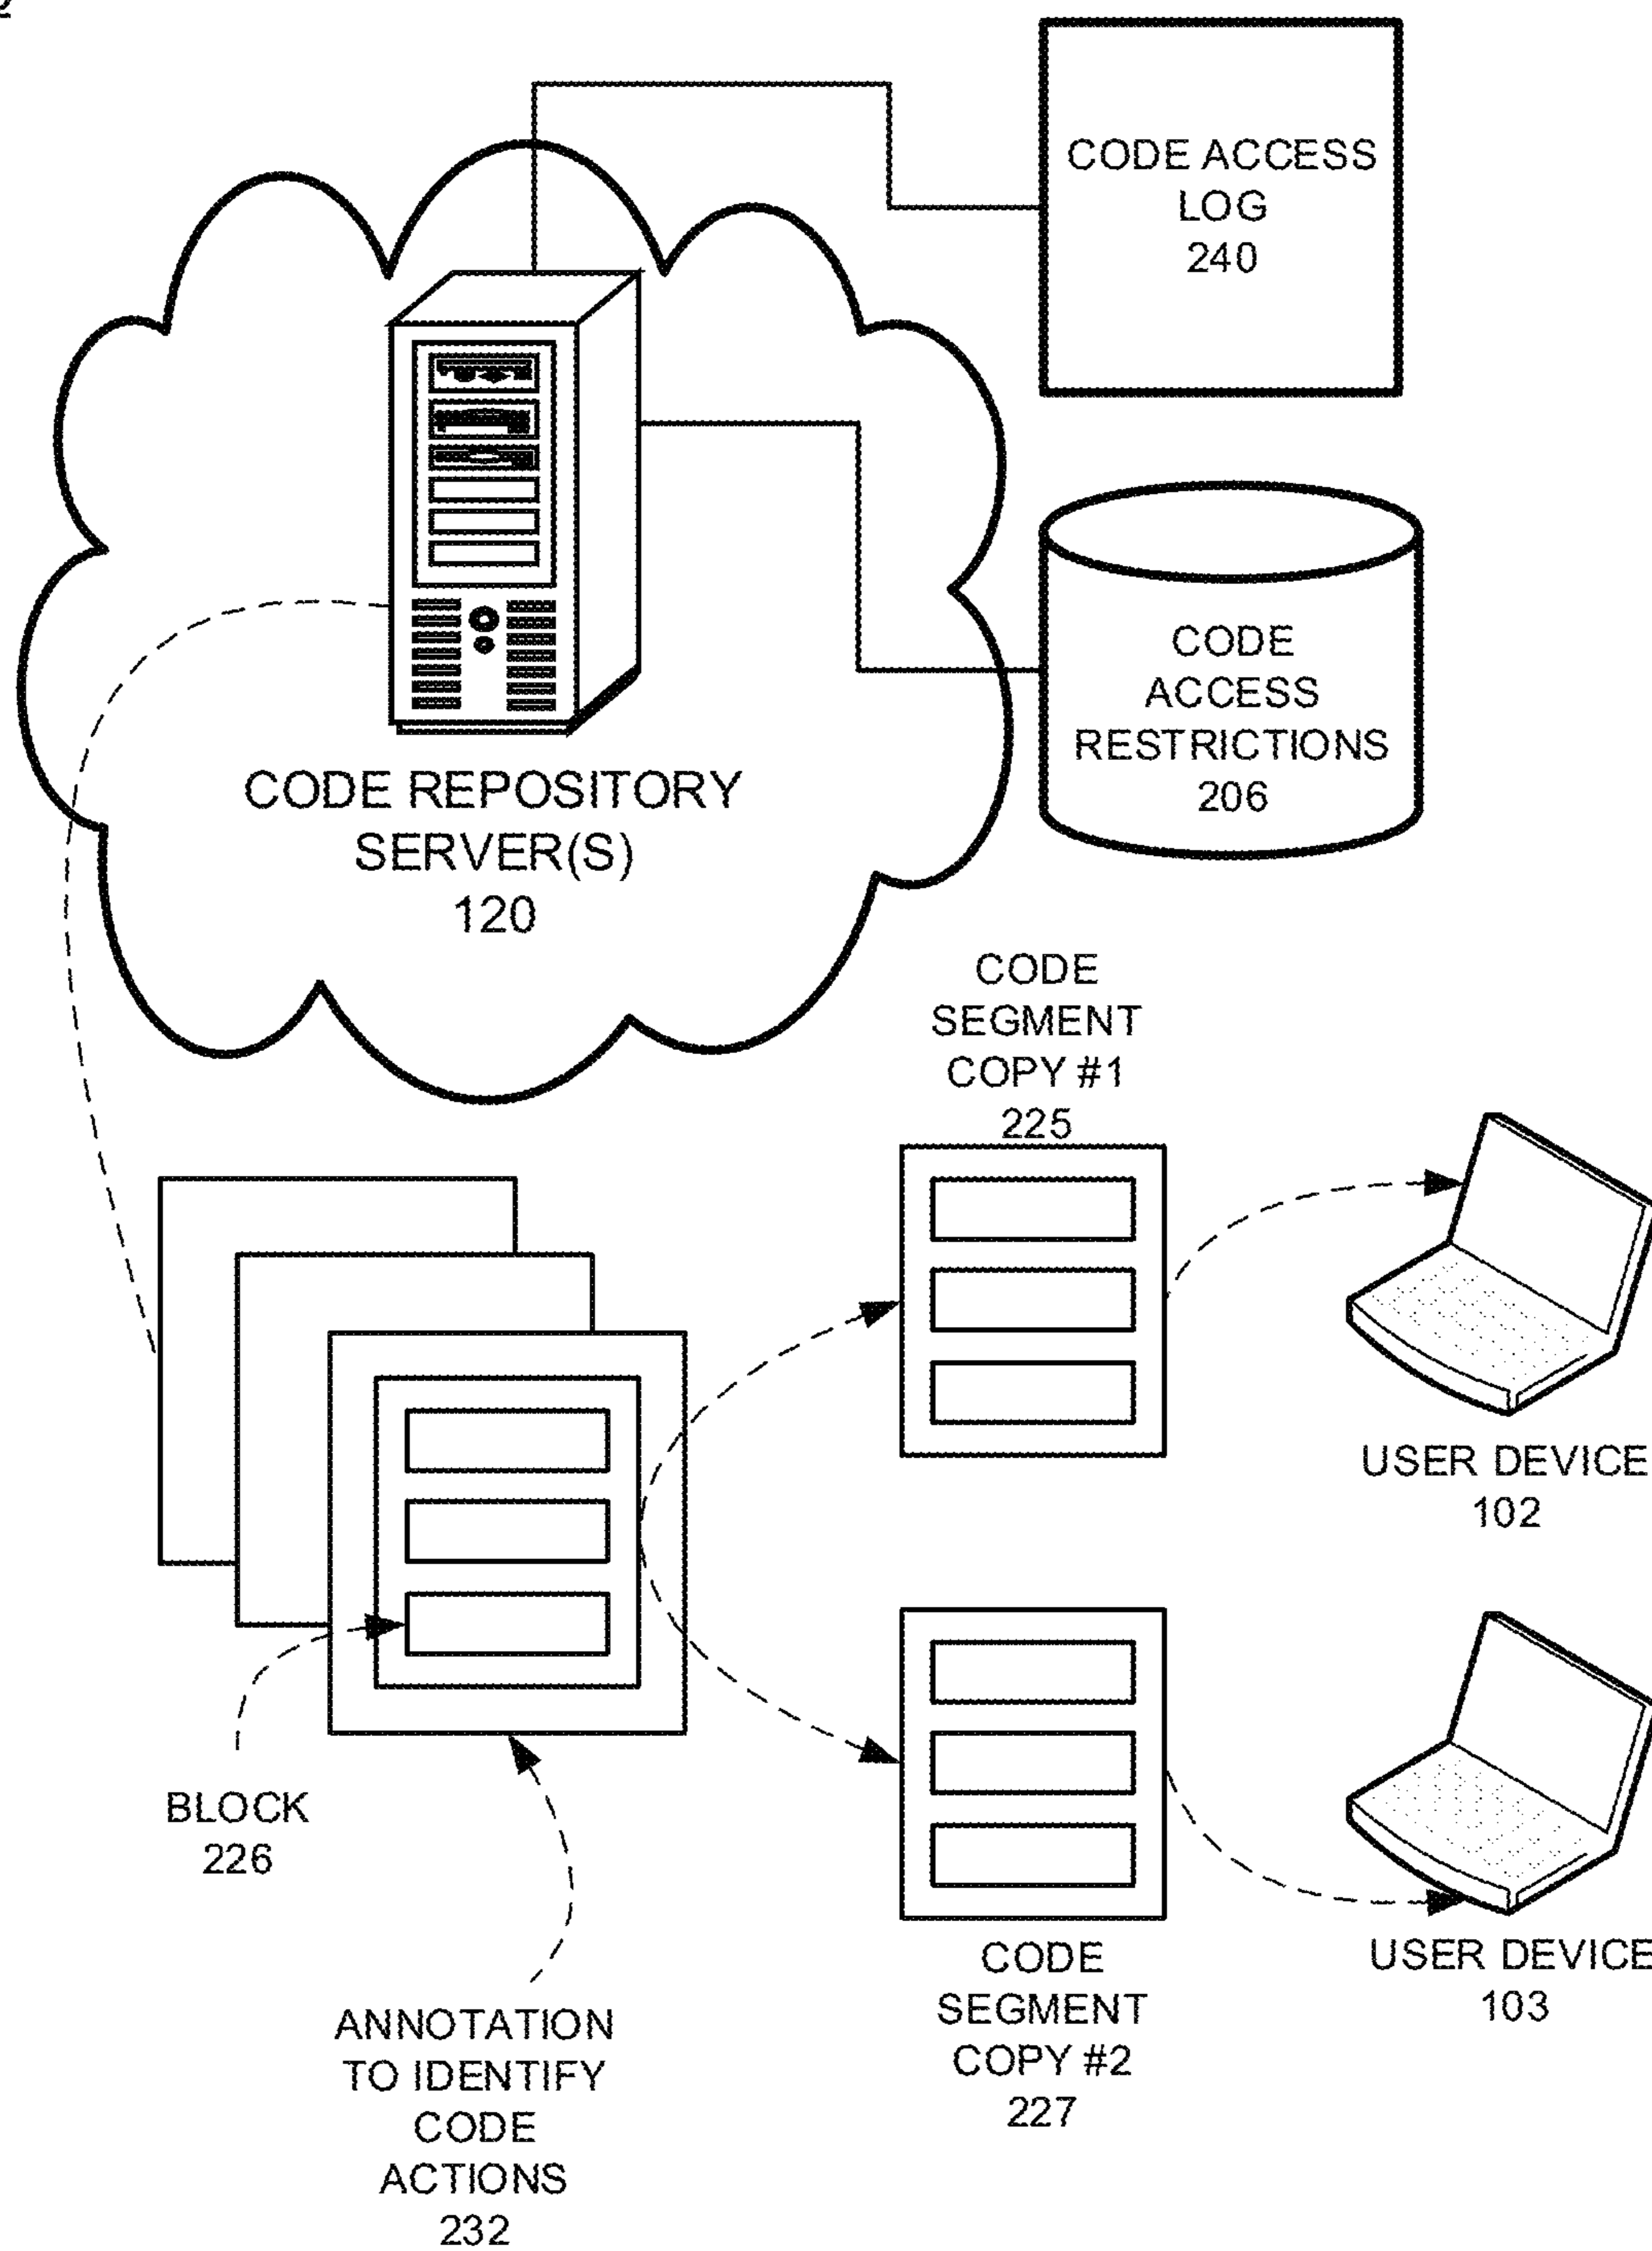 CODE ACCESS
LOG
240
CODE
ACCESS
RESTRICTIONS
206
CODE REPOSITORY
SERVER(S)
120
CODE
SEGMENT
COPY #1
225
USER DEVICE
102
BLOCK
226
CODE
SEGMENT
COPY #2
227
USER DEVICE
103
ANNOTATION
TO IDENTIFY
CODE
ACTIONS
232